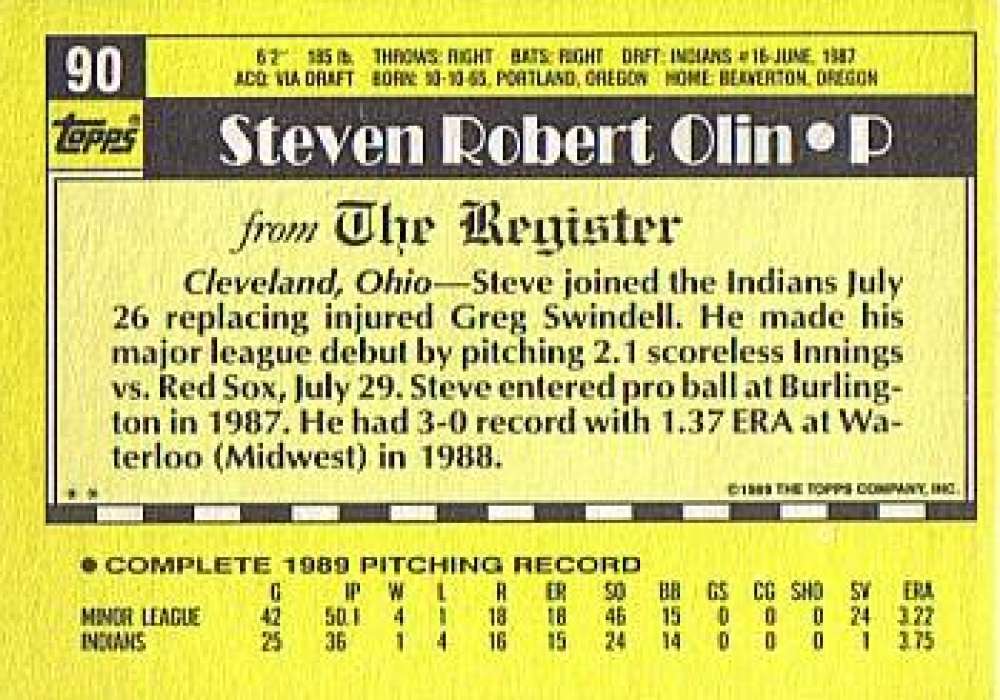 90
6'2" 185 lb. THROWS: RIGHT BATS: RIGHT DRFT: INDIANS #16-JUNE, 1987
ACQ: VIA DRAFT BORN: 10-10-65, PORTLAND, OREGON HOME: BEAVERTON, OREGON
Topps®
Steven Robert Olin • P
from The Register
Cleveland, Ohio—Steve joined the Indians July
26 replacing injured Greg Swindell. He made his
major league debut by pitching 2.1 scoreless Innings
vs. Red Sox, July 29. Steve entered pro ball at Burling-
ton in 1987. He had 3-0 record with 1.37 ERA at Wa-
terloo (Midwest) in 1988.
* * ©1989 THE TOPPS COMPANY, INC.
• COMPLETE 1989 PITCHING RECORD
G IP W L R ER SO BB GS CG SHO SV ERA
MINOR LEAGUE 42 50.1 4 1 18 18 46 15 0 0 0 24 3.22
INDIANS 25 36 1 4 16 15 24 14 0 0 0 1 3.75